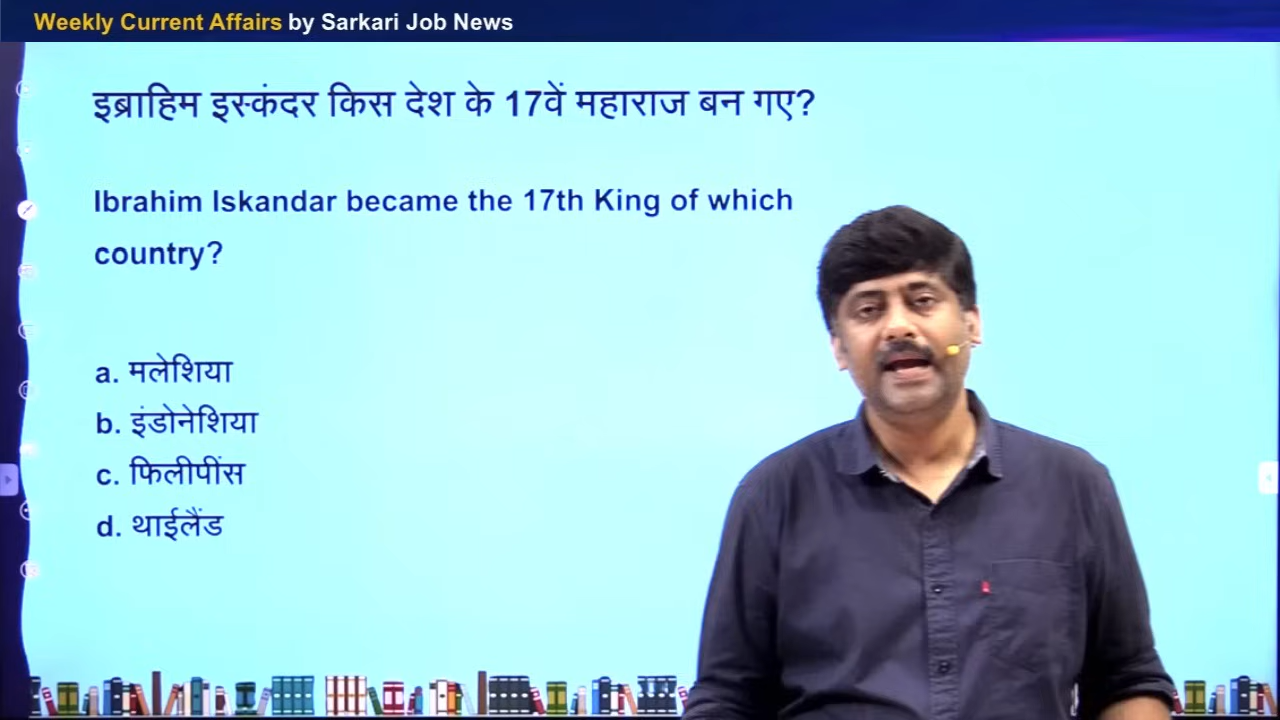 Weekly Current Affairs by Sarkari Job News
इब्राहिम इस्कंदर किस देश के 17वें महाराज बन गए?
Ibrahim Iskandar became the 17th King of which
country?
a. मलेशिया
b. इंडोनेशिया
c. फिलीपींस
d. थाईलैंड